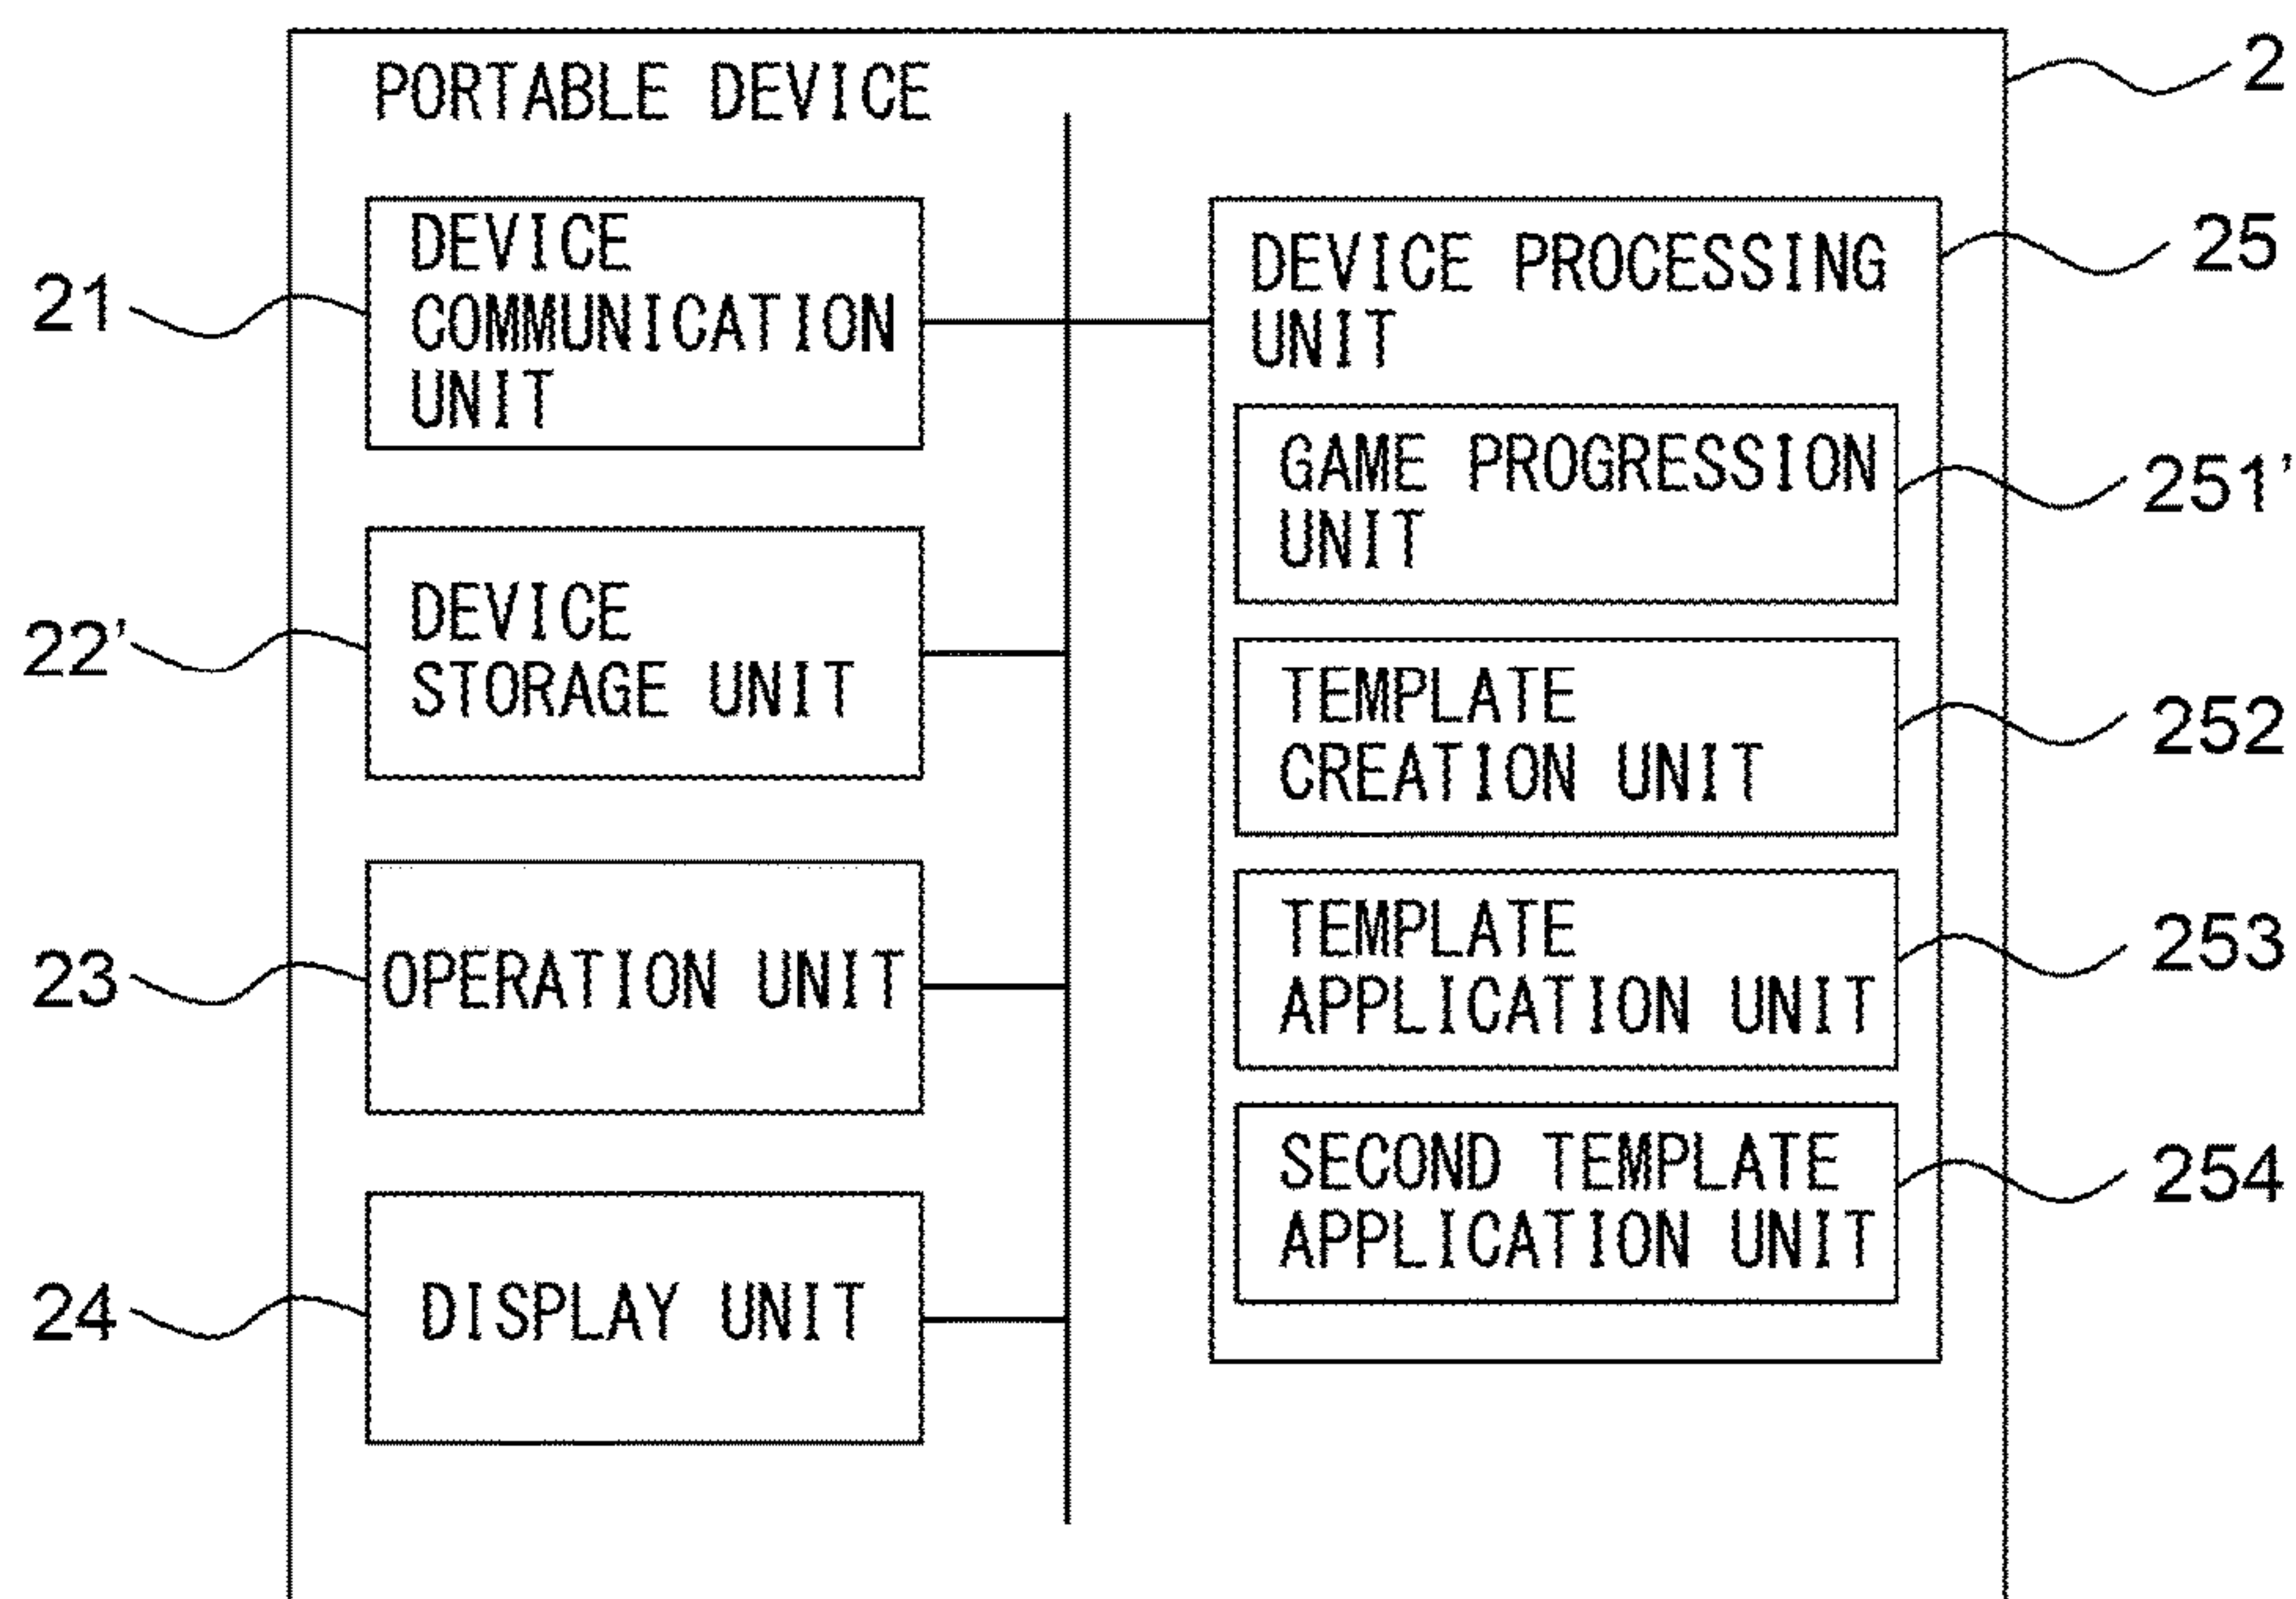 PORTABLE DEVICE
2
21
DEVICE
COMMUNICATION
UNIT
22'
DEVICE
STORAGE UNIT
23
OPERATION UNIT
24
DISPLAY UNIT
DEVICE PROCESSING
UNIT
25
GAME PROGRESSION
UNIT
251'
TEMPLATE
CREATION UNIT
252
TEMPLATE
APPLICATION UNIT
253
SECOND TEMPLATE
APPLICATION UNIT
254